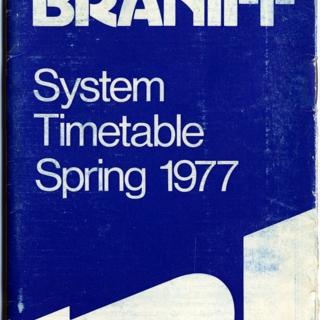 BRANIFF
System
Timetable
Spring 1977